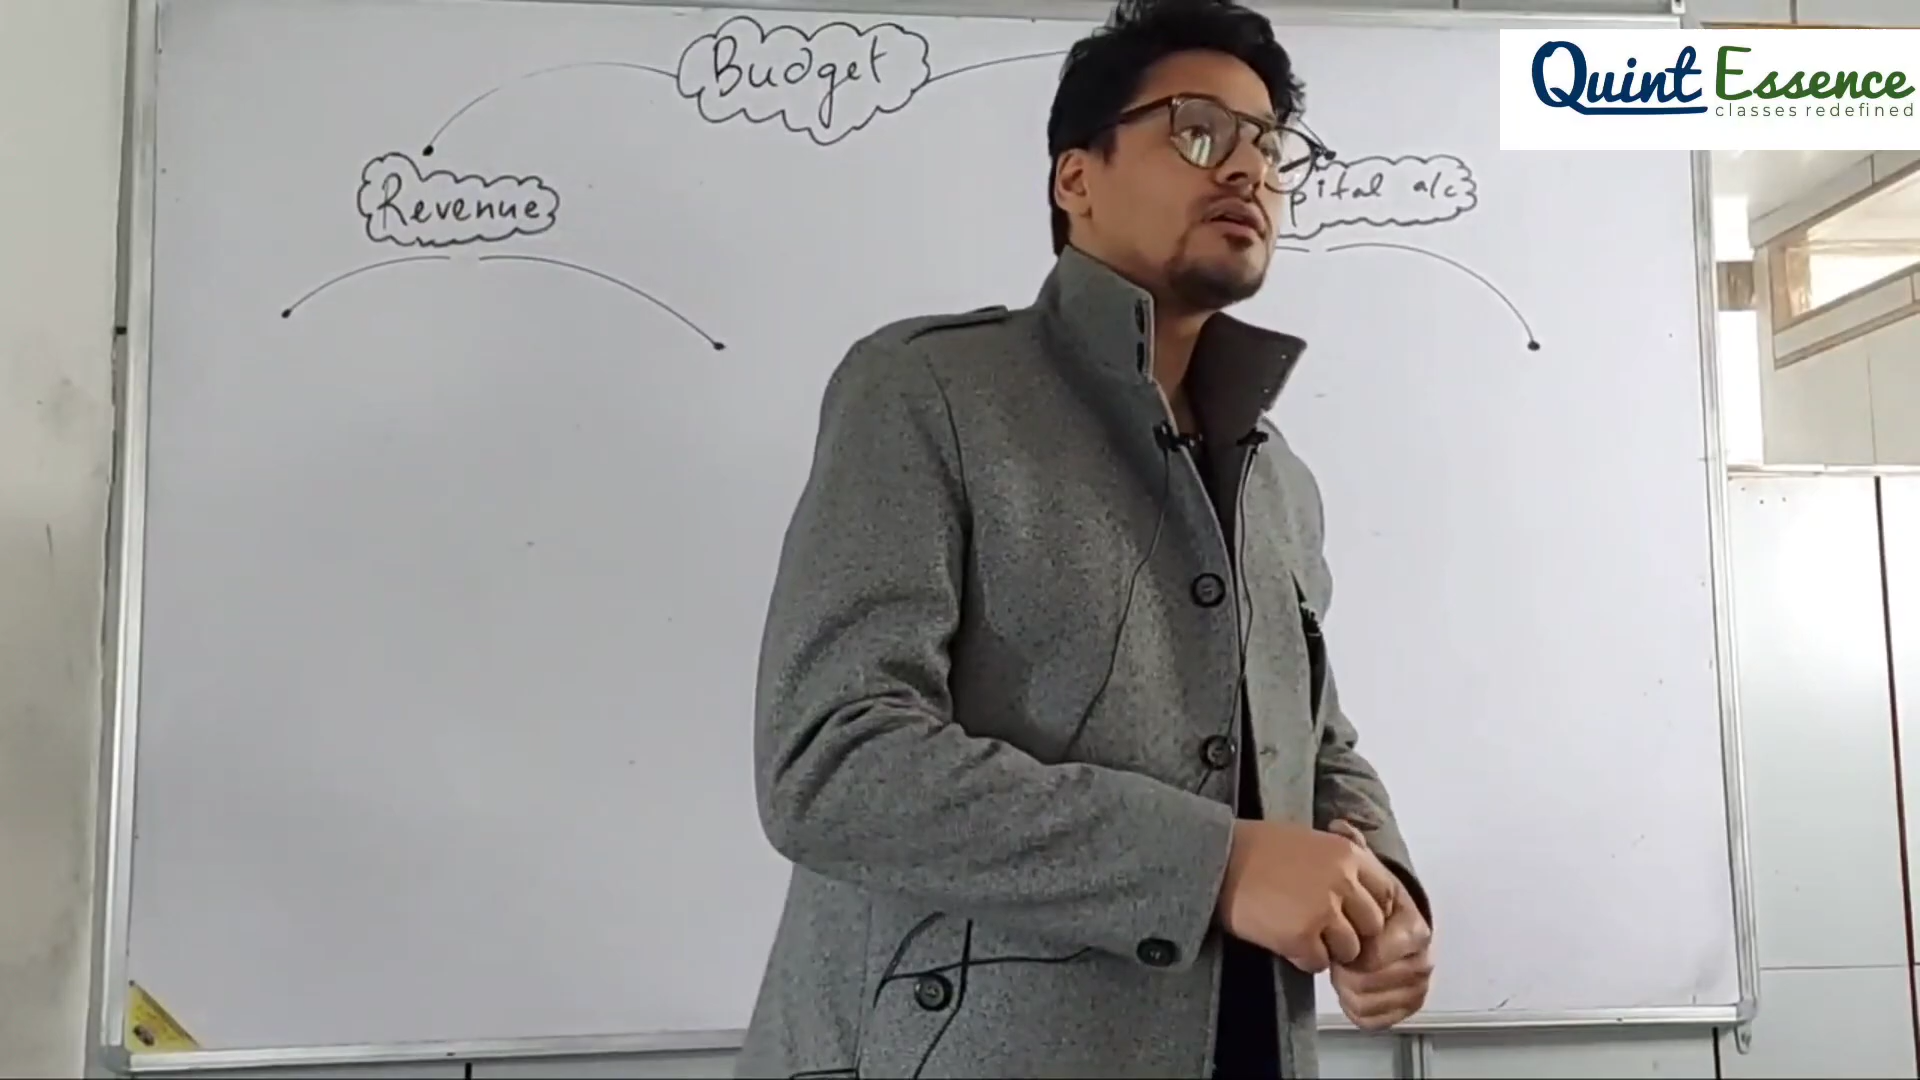 Budget
Quint Essence
classes redefined
Revenue
pital a/c